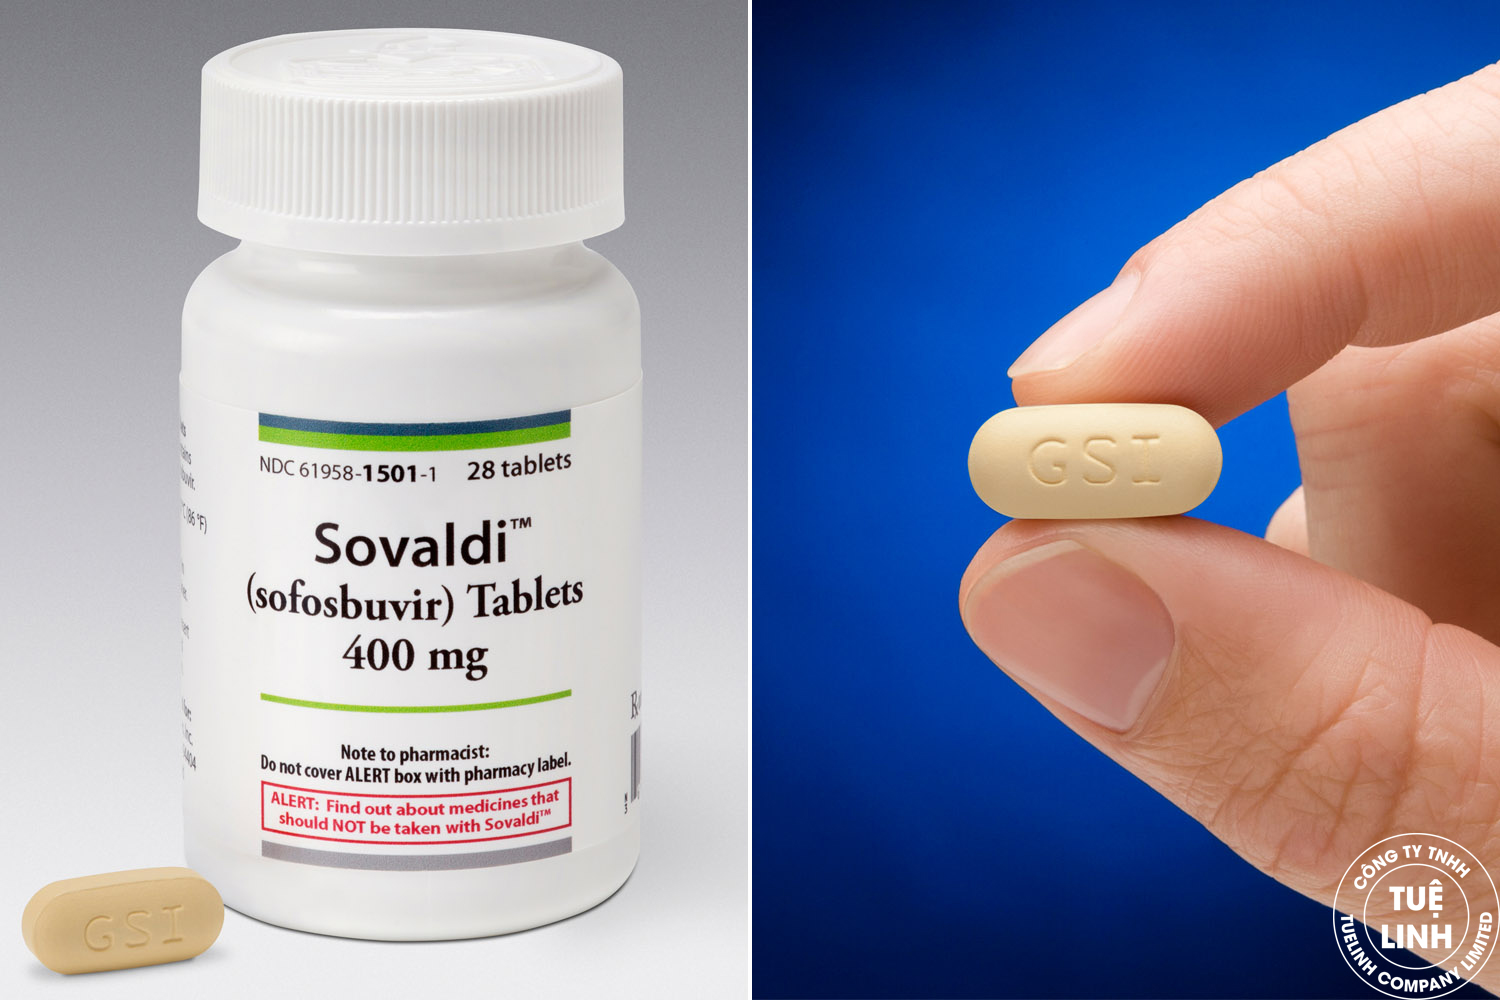 NDC 61958-1501-1 28 tablets
Sovaldi™
(sofosbuvir) Tablets
400 mg
Note to pharmacist:
Do not cover ALERT box with pharmacy label.
ALERT: Find out about medicines that
should NOT be taken with Sovaldi™
(86 °F)
GSI
GSI
CÔNG TY TNHH
TUỆ
LINH
TUELINH COMPANY LIMITED